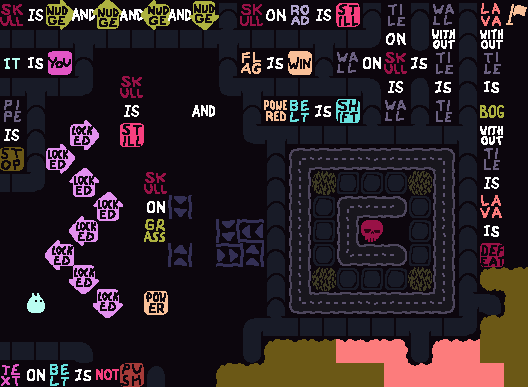 SKULL IS NUDGE AND NUDGE AND NUDGE AND NUDGE SKULL ON ROAD IS STILL TILE WALL LAVA
ON WITHOUT WITHOUT
IT IS YOU FLAG IS WIN WALL ON SKULL IS TILE TILE
SKULL IS IS IS
PIPE IS AND POWERED BELT IS SHIFT WALL TILE BOG
IS LOCKED STILL WITHOUT
STOP LOCKED TILE
LOCKED SKULL IS
LOCKED ON LAVA
LOCKED GRASS IS
LOCKED DEFEAT
LOCKED
LOCKED POWER
TEXT ON BELT IS NOT PUSH